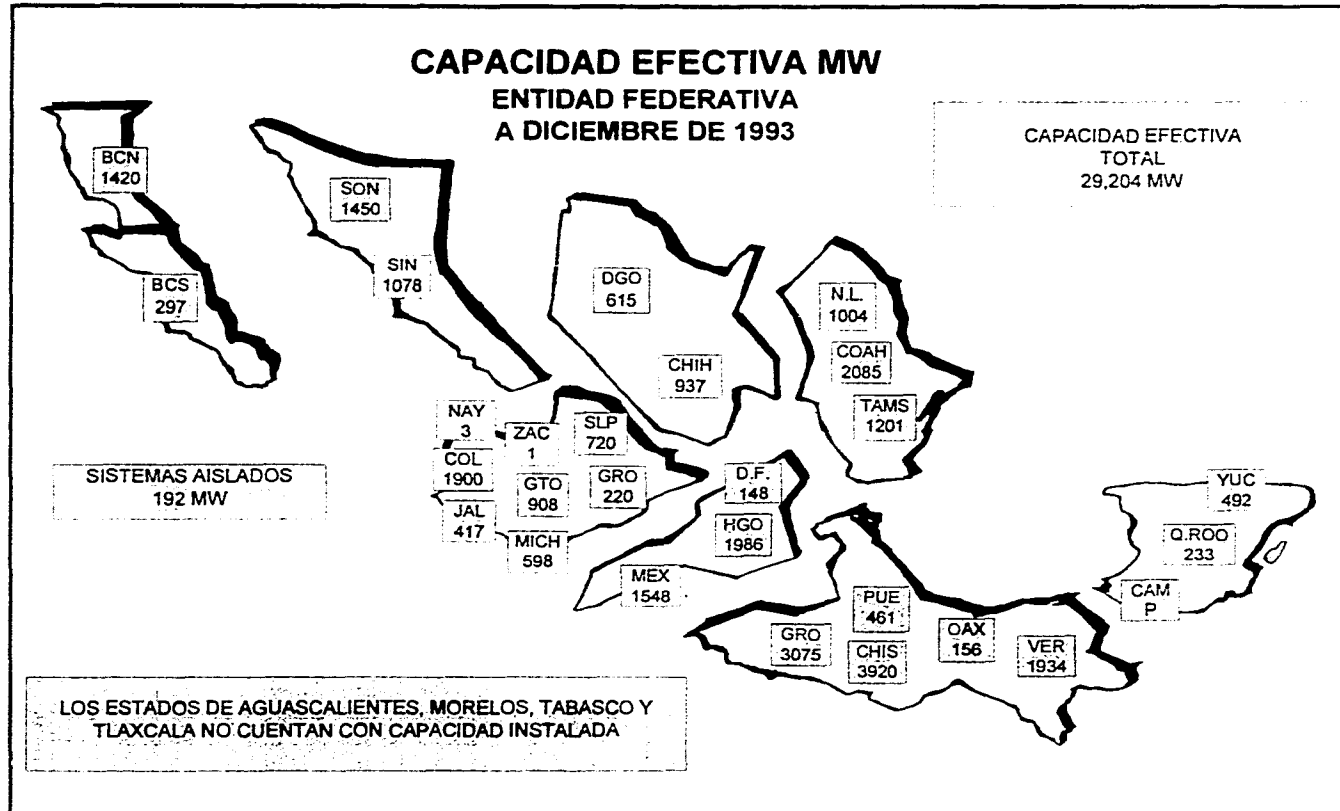 CAPACIDAD EFECTIVA MW
ENTIDAD FEDERATIVA
A DICIEMBRE DE 1993
CAPACIDAD EFECTIVA
TOTAL
29,204 MW
BCN
1420
SON
1450
BCS
297
SIN
1078
DGO
615
CHIH
937
N.L.
1004
COAH
2085
TAMS
1201
NAY
3
ZAC
1
SLP
720
COL
1900
GTO
908
GRO
220
JAL
417
MICH
598
D.F.
148
HGO
1986
MEX
1548
SISTEMAS AISLADOS
192 MW
YUC
492
Q.ROO
233
CAM
P
PUE
461
OAX
156
GRO
3075
CHIS
3920
VER
1934
LOS ESTADOS DE AGUASCALIENTES, MORELOS, TABASCO Y
TLAXCALA NO CUENTAN CON CAPACIDAD INSTALADA